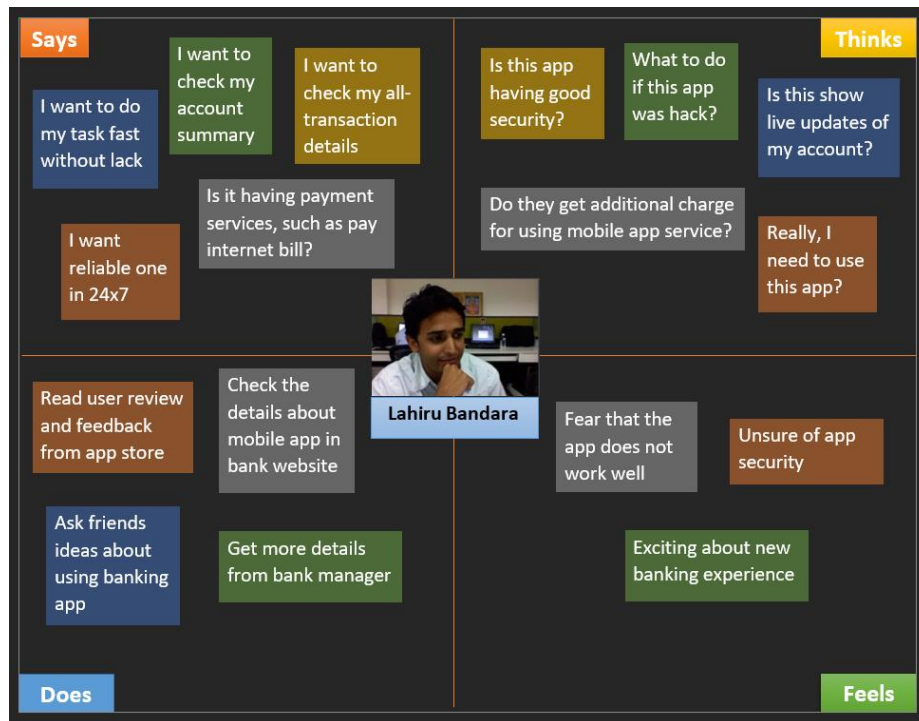 Says
I want to do
my task fast
without lack
I want to
check my
account
summary
I want to
check my all-
transaction
details
Is it having payment
services, such as pay
internet bill?
I want
reliable one
in 24x7
Thinks
Is this app
having good
security?
What to do
if this app
was hack?
Is this show
live updates of
my account?
Do they get additional charge
for using mobile app service?
Really, I
need to use
this app?
Lahiru Bandara
Read user review
and feedback
from app store
Check the
details about
mobile app in
bank website
Ask friends
ideas about
using banking
app
Get more details
from bank manager
Does
Fear that the
app does not
work well
Unsure of app
security
Exciting about new
banking experience
Feels